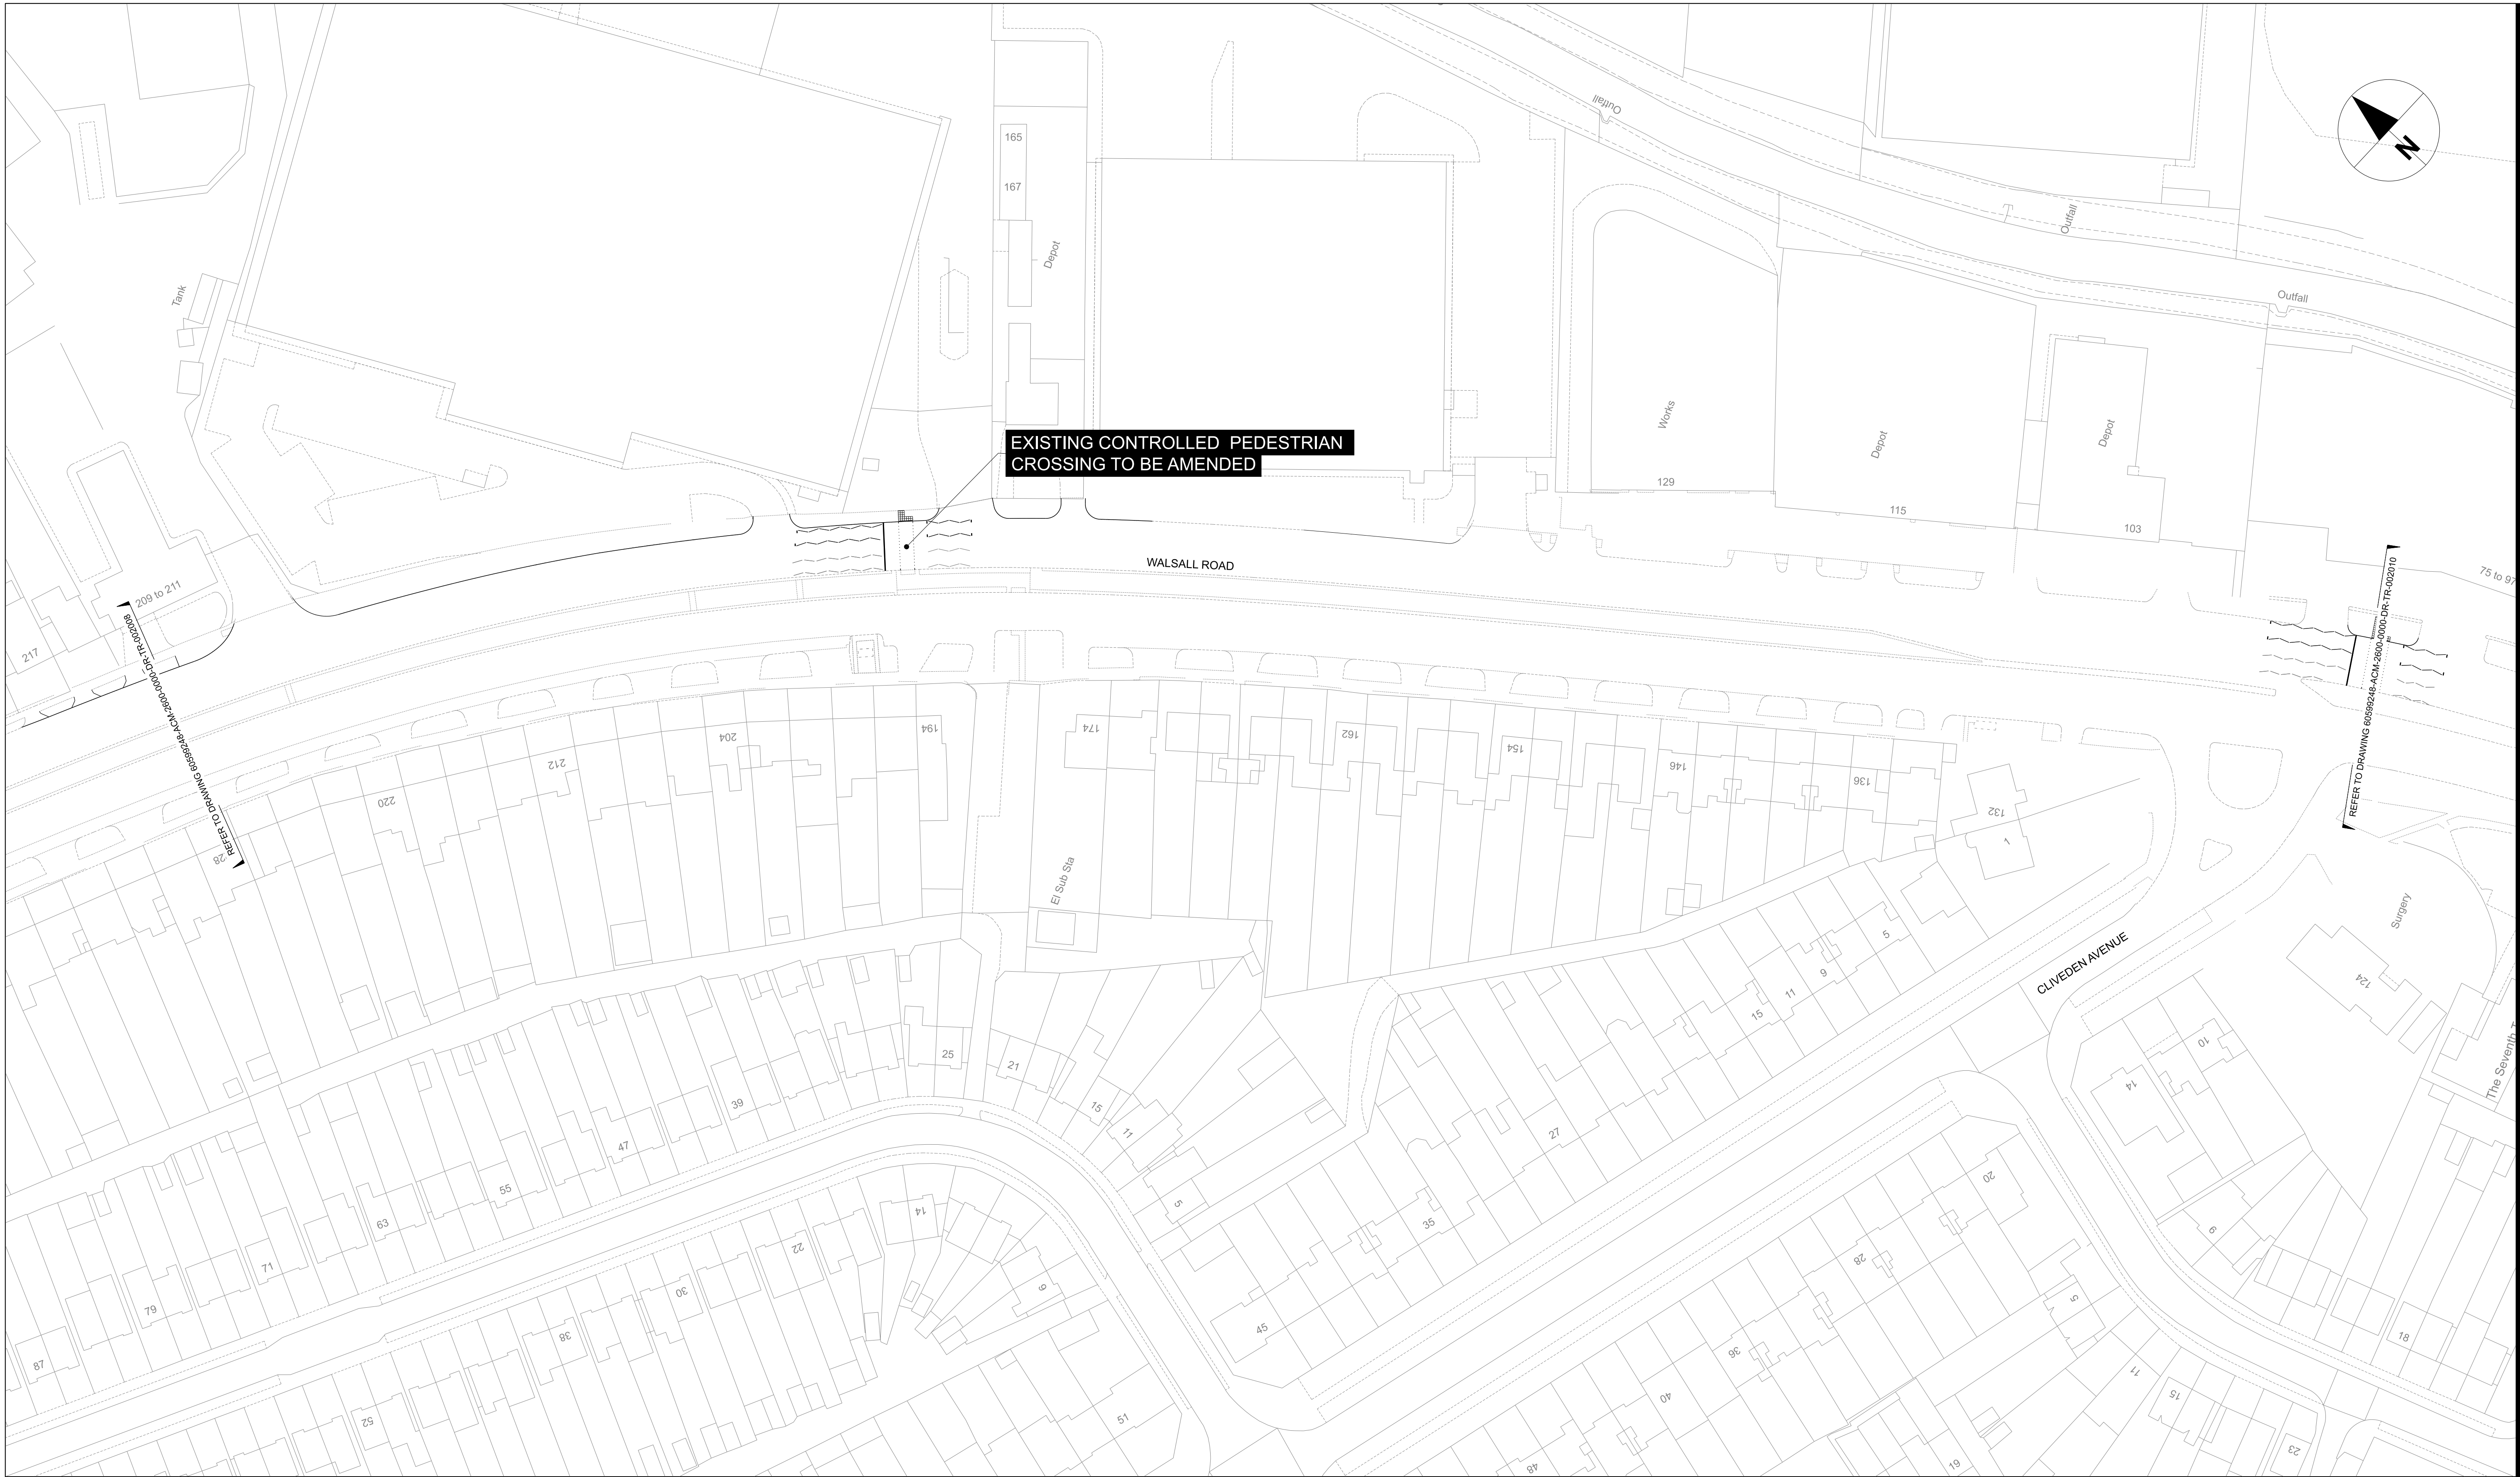 Outfall
N
165
167
Depot
Outfall
Outfall
Tank
EXISTING CONTROLLED PEDESTRIAN
CROSSING TO BE AMENDED
Works
Depot
Depot
129
115
103
WALSALL ROAD
75 to 97
209 to 211
217
REFER TO DRAWING 60599248-ACM-2600-0000-DR-TR-002008
REFER TO DRAWING 60599248-ACM-2600-0000-DR-TR-002010
28
220
212
204
194
174
162
154
146
136
132
1
El Sub Sta
Surgery
124
CLIVEDEN AVENUE
5
9
11
15
27
35
45
25
21
15
11
5
39
47
55
63
71
79
87
14
22
30
38
52
9
51
10
14
20
28
36
40
48
5
11
15
19
23
18
The Seventh